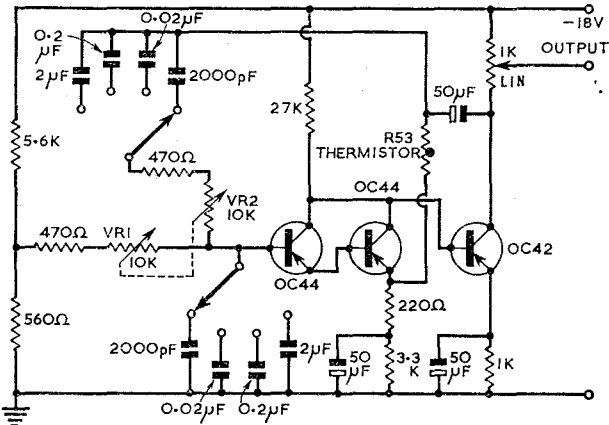 0.2
μF
2μF
0.02μF
2000pF
−18V
1K
LIN
OUTPUT
50μF
27K
R53
THERMISTOR
5·6K
470Ω
VR2
10K
OC44
OC42
470Ω
VR1
10K
OC44
560Ω
220Ω
2000pF
0.02μF
0.2μF
2μF
50
μF
3.3
K
50
μF
1K